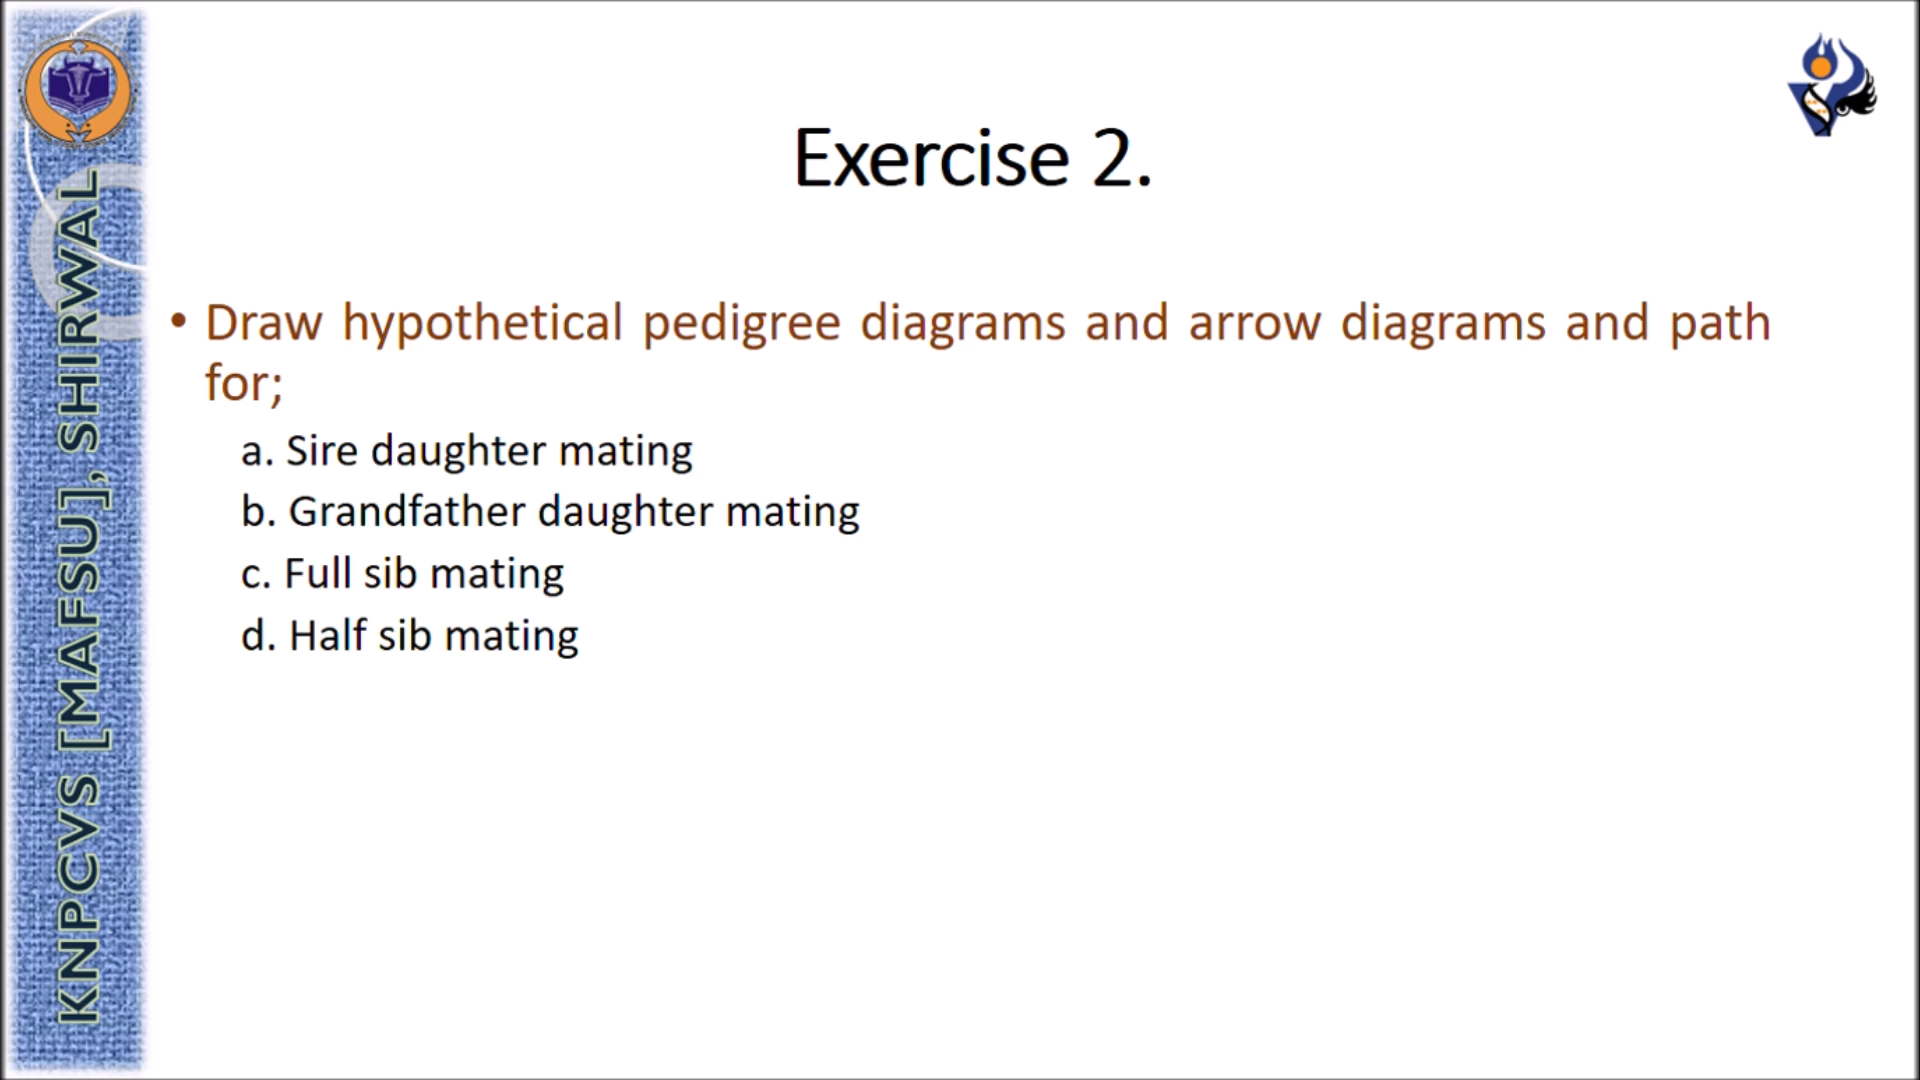 KNPCVS [MAFSU], SHIRWAL
Exercise 2.
• Draw hypothetical pedigree diagrams and arrow diagrams and path
for;
a. Sire daughter mating
b. Grandfather daughter mating
c. Full sib mating
d. Half sib mating